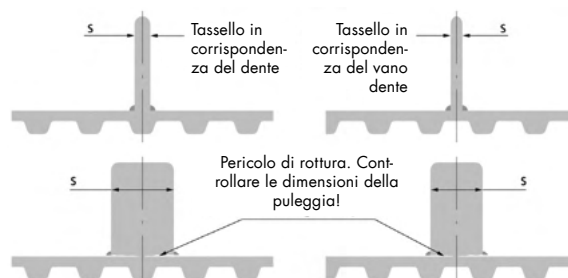 S
Tassello in
corrisponden-
za del dente
Tassello in
corrisponden-
za del vano
dente
S
S
Pericolo di rottura. Cont-
rollare le dimensioni della
puleggia!
S